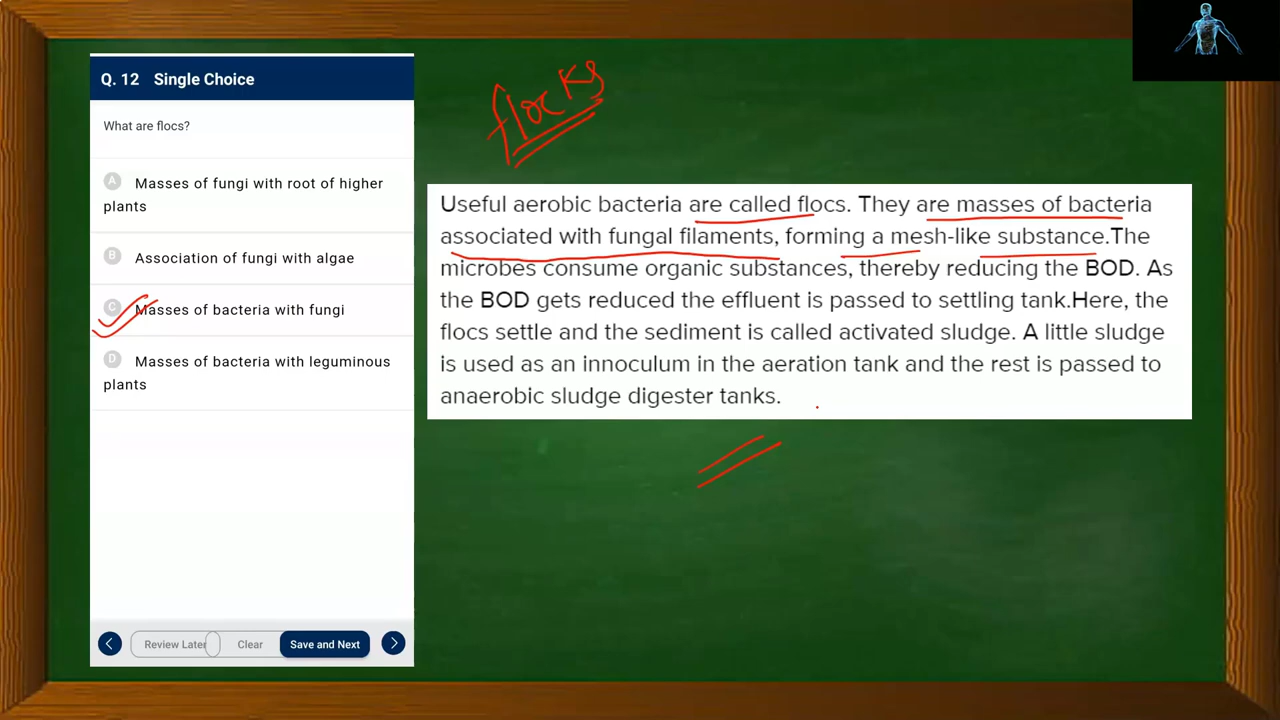 Q. 12 Single Choice
What are flocs?
A Masses of fungi with root of higher
plants
B Association of fungi with algae
C Masses of bacteria with fungi
D Masses of bacteria with leguminous
plants
Review Later Clear Save and Next
flocks
Useful aerobic bacteria are called flocs. They are masses of bacteria
associated with fungal filaments, forming a mesh-like substance.The
microbes consume organic substances, thereby reducing the BOD. As
the BOD gets reduced the effluent is passed to settling tank.Here, the
flocs settle and the sediment is called activated sludge. A little sludge
is used as an innoculum in the aeration tank and the rest is passed to
anaerobic sludge digester tanks.